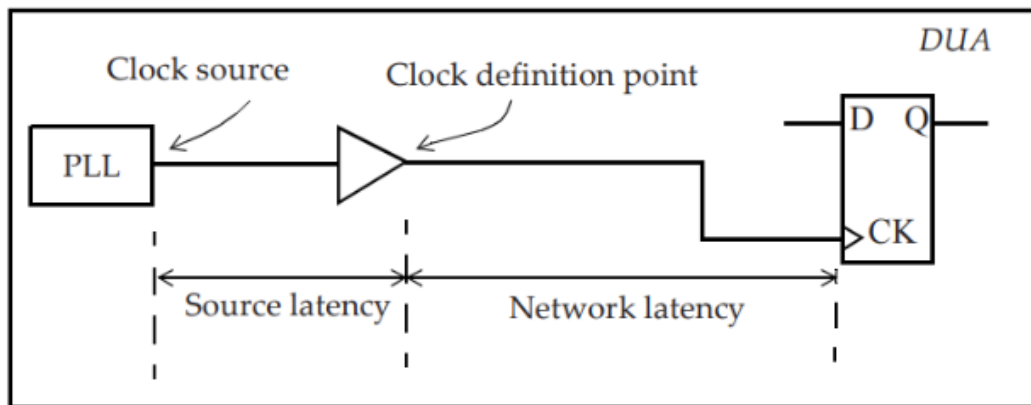 DUA
Clock source
Clock definition point
PLL
D Q
CK
Source latency
Network latency